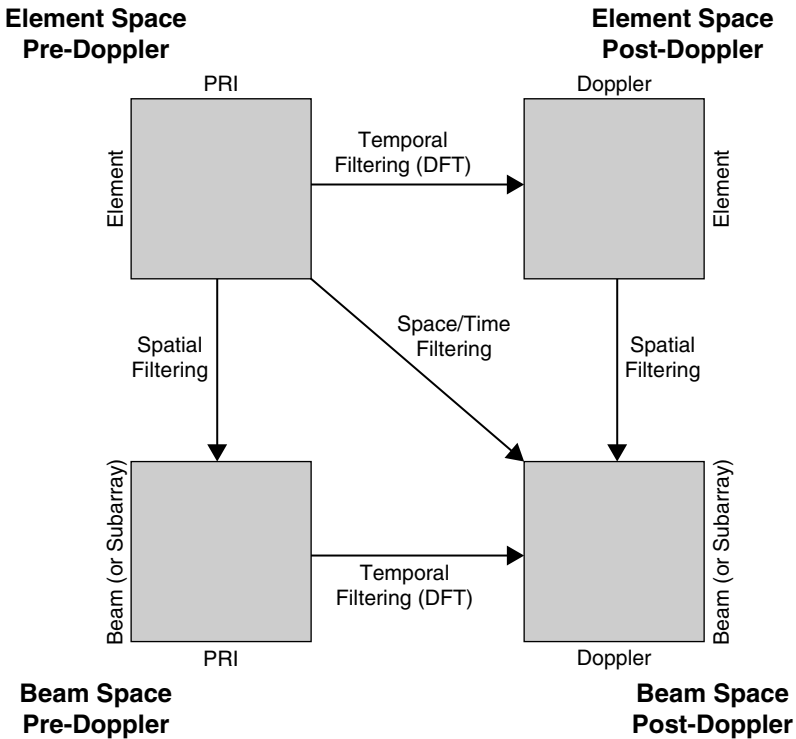 Element Space
Pre-Doppler
Element Space
Post-Doppler
PRI
Doppler
Element
Temporal
Filtering (DFT)
Element
Spatial
Filtering
Space/Time
Filtering
Spatial
Filtering
Beam (or Subarray)
Temporal
Filtering (DFT)
Beam (or Subarray)
PRI
Doppler
Beam Space
Pre-Doppler
Beam Space
Post-Doppler